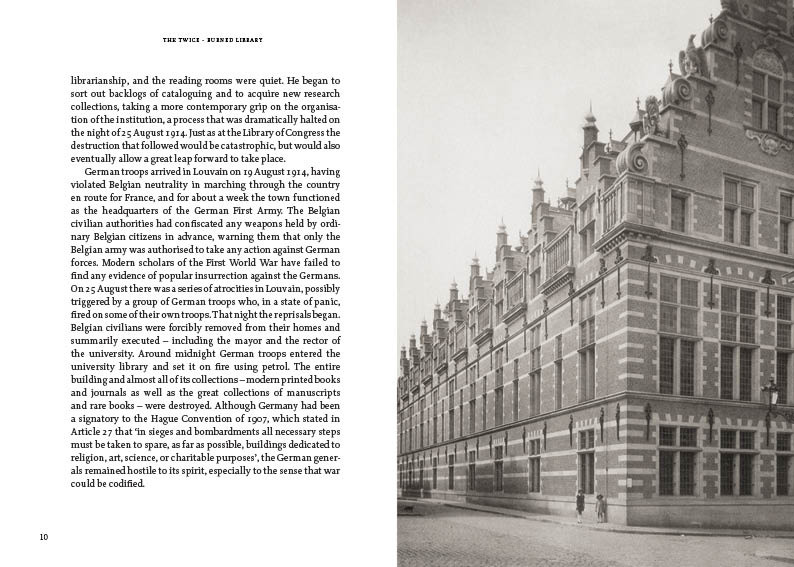 THE TWICE - BURNED LIBRARY
librarianship, and the reading rooms were quiet. He began to
sort out backlogs of cataloguing and to acquire new research
collections, taking a more contemporary grip on the organisa-
tion of the institution, a process that was dramatically halted on
the night of 25 August 1914. Just as at the Library of Congress the
destruction that followed would be catastrophic, but would also
eventually allow a great leap forward to take place.
German troops arrived in Louvain on 19 August 1914, having
violated Belgian neutrality in marching through the country
en route for France, and for about a week the town functioned
as the headquarters of the German First Army. The Belgian
civilian authorities had confiscated any weapons held by ordi-
nary Belgian citizens in advance, warning them that only the
Belgian army was authorised to take any action against German
forces. Modern scholars of the First World War have failed to
find any evidence of popular insurrection against the Germans.
On 25 August there was a series of atrocities in Louvain, possibly
triggered by a group of German troops who, in a state of panic,
fired on some of their own troops. That night the reprisals began.
Belgian civilians were forcibly removed from their homes and
summarily executed – including the mayor and the rector of
the university. Around midnight German troops entered the
university library and set it on fire using petrol. The entire
building and almost all of its collections – modern printed books
and journals as well as the great collections of manuscripts
and rare books – were destroyed. Although Germany had been
a signatory to the Hague Convention of 1907, which stated in
Article 27 that ‘in sieges and bombardments all necessary steps
must be taken to spare, as far as possible, buildings dedicated to
religion, art, science, or charitable purposes’, the German gener-
als remained hostile to its spirit, especially to the sense that war
could be codified.
10